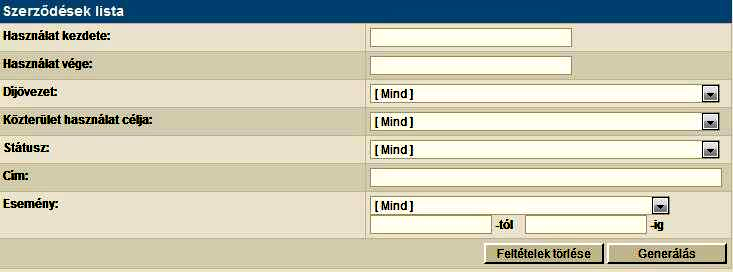 Szerződések lista
Használat kezdete:
Használat vége:
Díjövezet: [ Mind ]
Közterület használat célja: [ Mind ]
Státusz: [ Mind ]
Cím:
Esemény: [ Mind ]
-tól -ig
Feltételek törlése Generálás